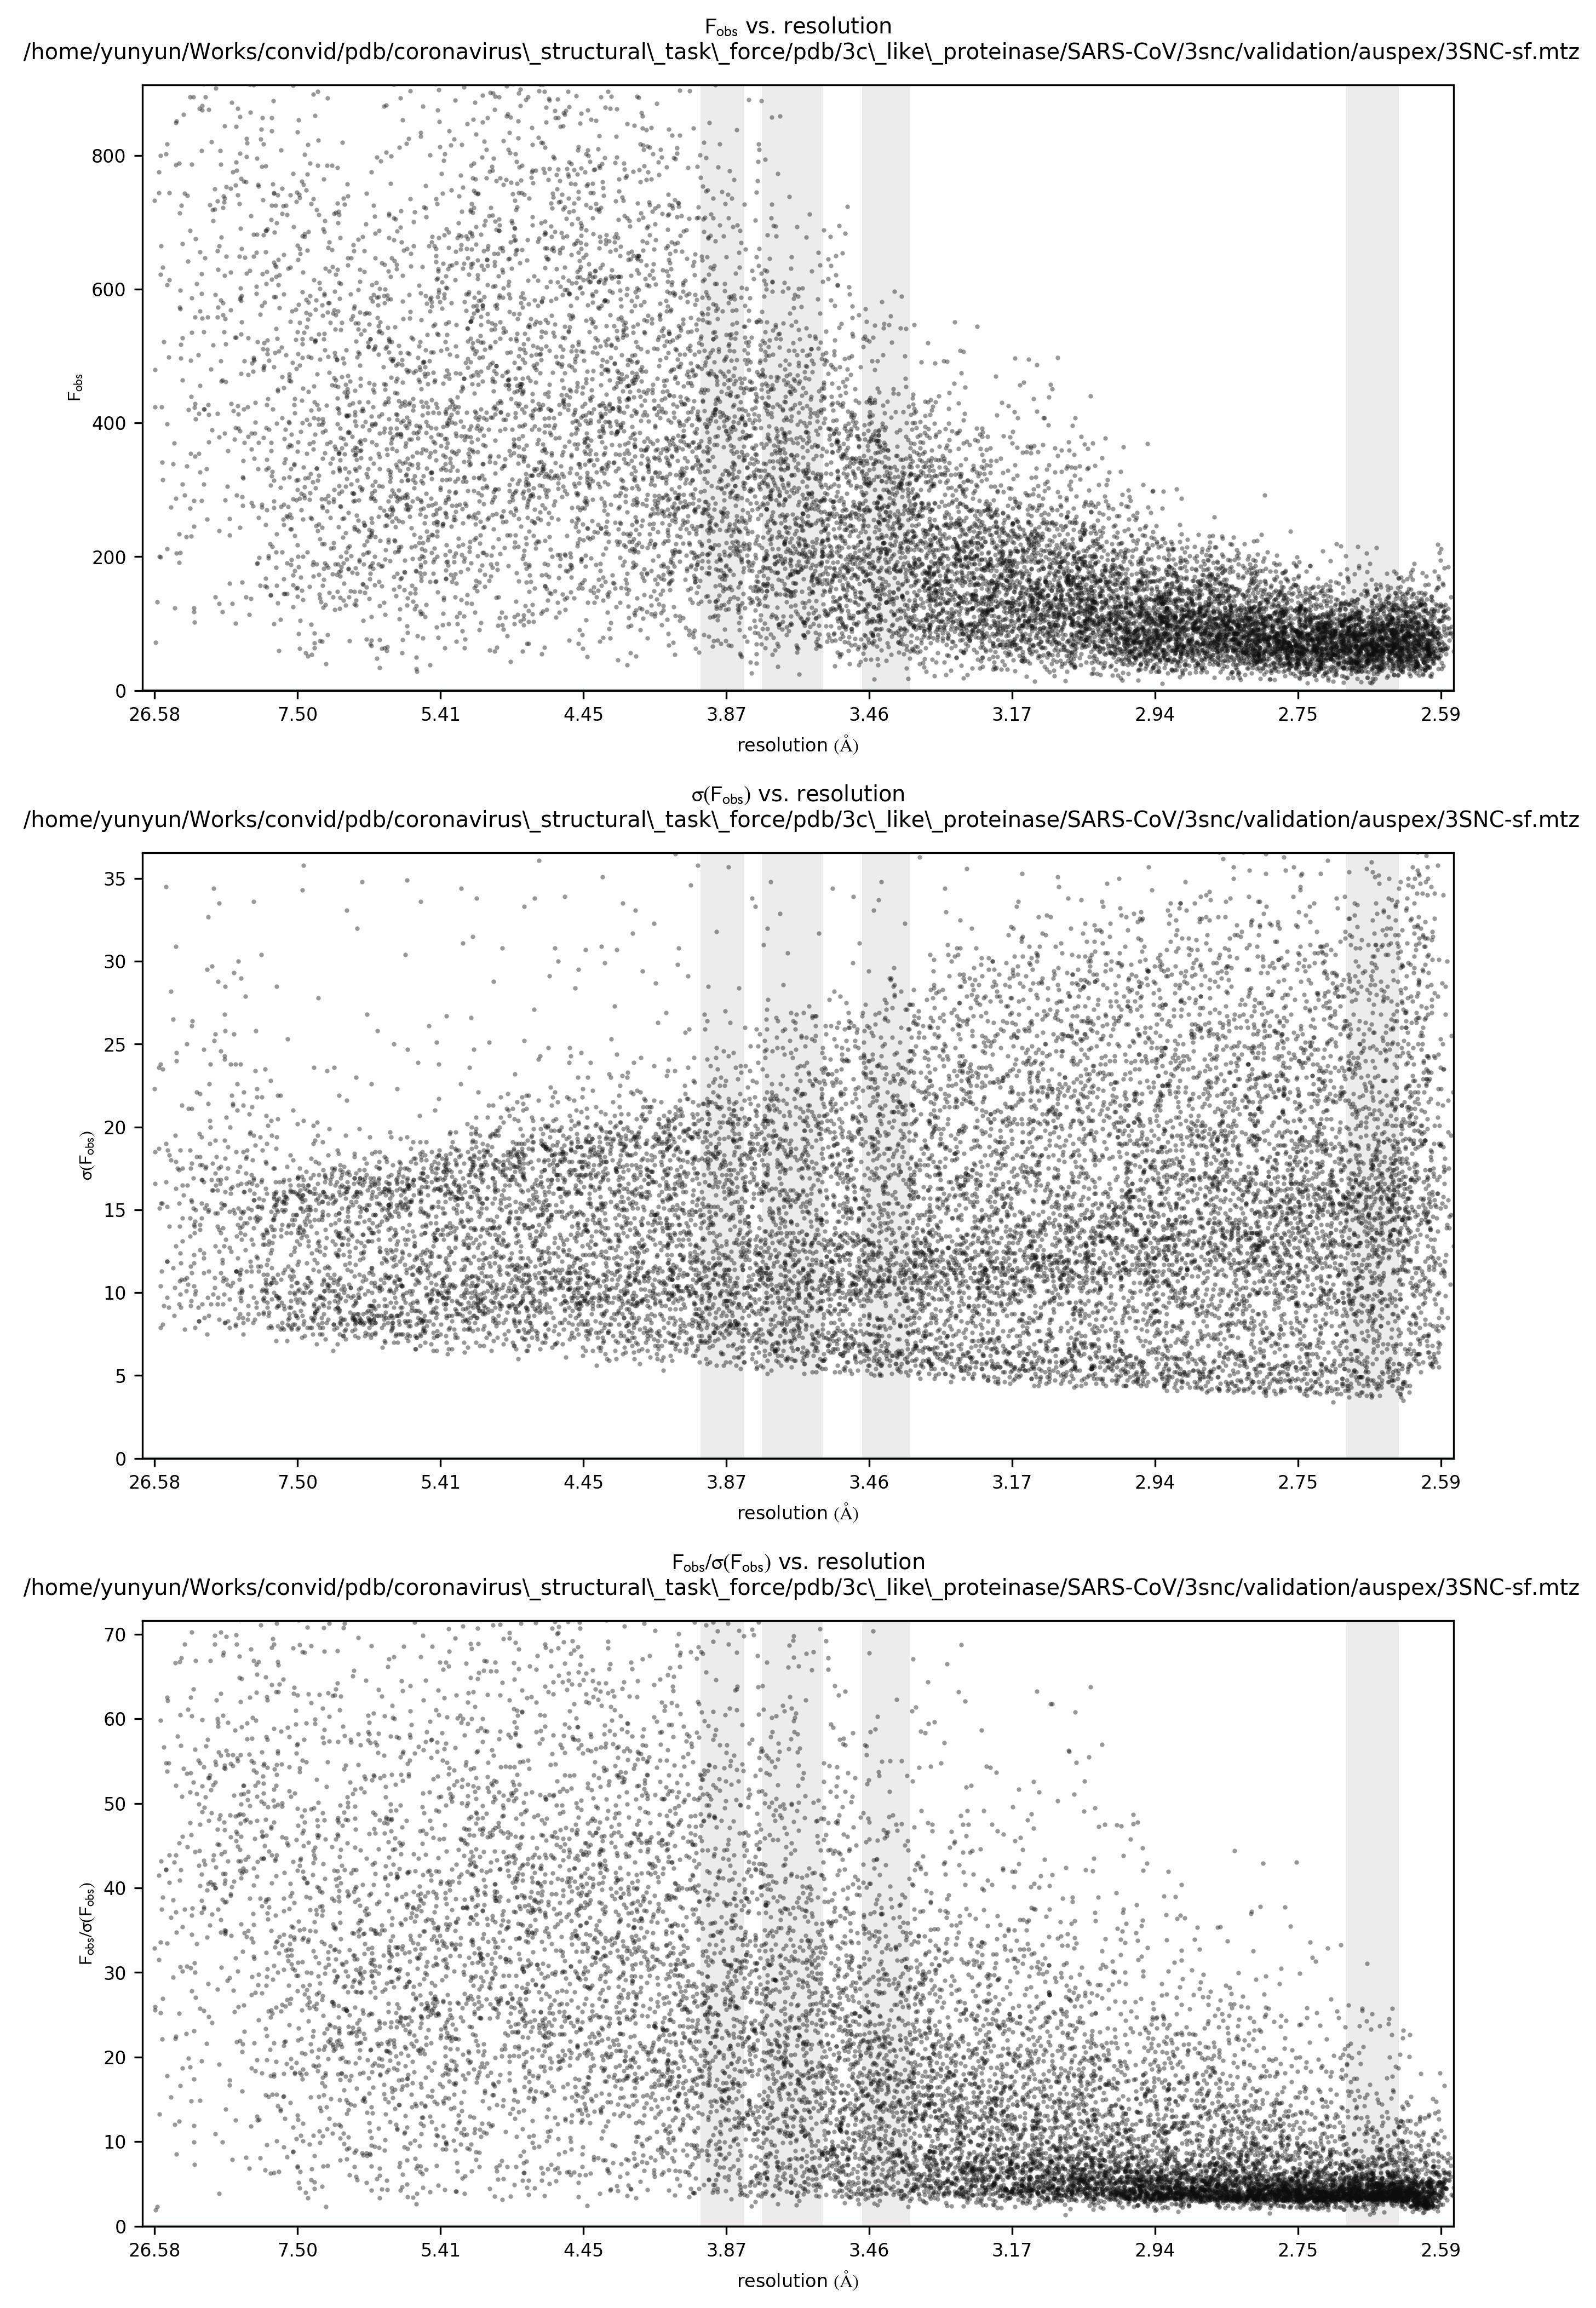 Fobs vs. resolution
/home/yunyun/Works/convid/pdb/coronavirus\_structural\_task\_force/pdb/3c\_like\_proteinase/SARS-CoV/3snc/validation/auspex/3SNC-sf.mtz
800
600
400
200
0
Fobs
26.58 7.50 5.41 4.45 3.87 3.46 3.17 2.94 2.75 2.59
resolution (Å)
σ(Fobs) vs. resolution
/home/yunyun/Works/convid/pdb/coronavirus\_structural\_task\_force/pdb/3c\_like\_proteinase/SARS-CoV/3snc/validation/auspex/3SNC-sf.mtz
35
30
25
20
15
10
5
0
σ(Fobs)
26.58 7.50 5.41 4.45 3.87 3.46 3.17 2.94 2.75 2.59
resolution (Å)
Fobs/σ(Fobs) vs. resolution
/home/yunyun/Works/convid/pdb/coronavirus\_structural\_task\_force/pdb/3c\_like\_proteinase/SARS-CoV/3snc/validation/auspex/3SNC-sf.mtz
70
60
50
40
30
20
10
0
Fobs/σ(Fobs)
26.58 7.50 5.41 4.45 3.87 3.46 3.17 2.94 2.75 2.59
resolution (Å)